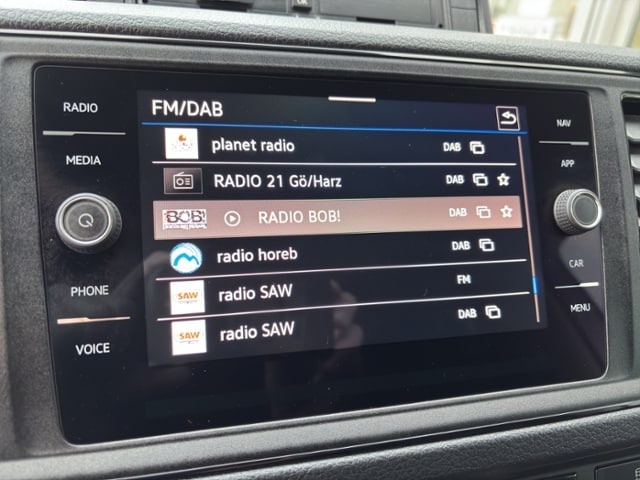 RADIO
MEDIA
PHONE
VOICE
FM/DAB
planet radio DAB
RADIO 21 Gö/Harz DAB
BOB! RADIO BOB! DAB
radio horeb DAB
SAW radio SAW FM
SAW radio SAW DAB
NAV
APP
CAR
MENU